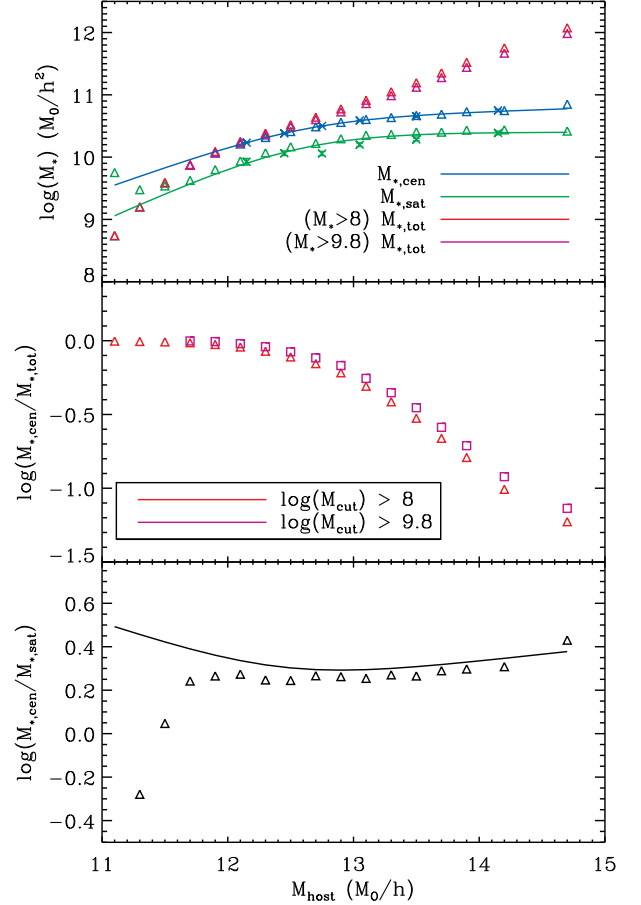 12
11
10
9
8
log(M*) (M0/h²)
M*,cen
M*,sat
(M*>8) M*,tot
(M*>9.8) M*,tot
0.0
−0.5
−1.0
−1.5
log(M*,cen/M*,tot)
log(Mcut) > 8
log(Mcut) > 9.8
0.6
0.4
0.2
0.0
−0.2
−0.4
log(M*,cen/M*,sat)
11 12 13 14 15
Mhost (M0/h)